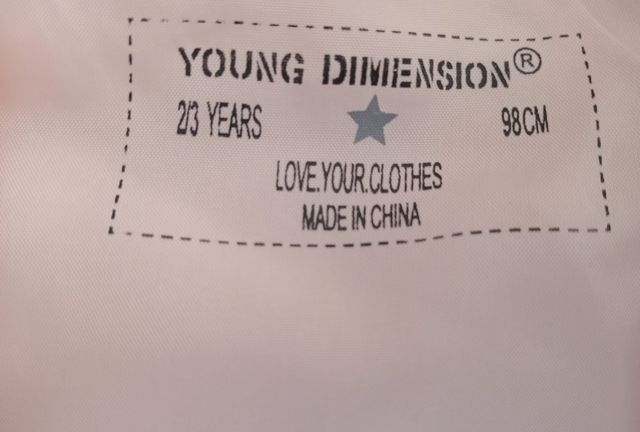 YOUNG DIMENSION®
2/3 YEARS 98CM
LOVE.YOUR.CLOTHES
MADE IN CHINA